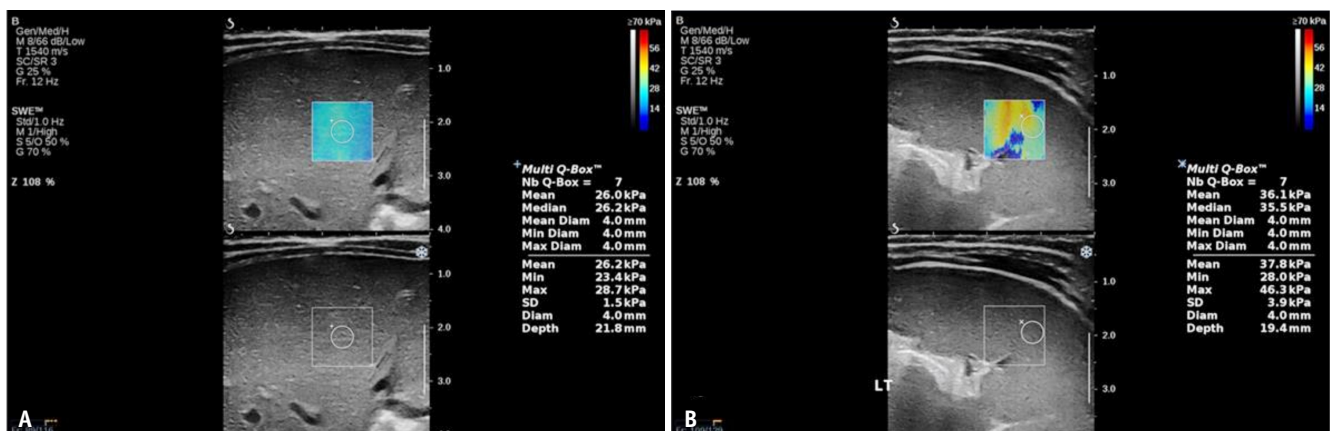 B
Gen/Med/H
M 8/66 dB/Low
T 1540 m/s
SC/SR 3
G 25 %
Fr. 12 Hz
SWE™
Std/1.0 Hz
M 1/High
S 5/O 50 %
G 70 %
Z 108 %
S
≥70 kPa
56
42
28
14
1.0
2.0
3.0
4.0
S
1.0
2.0
3.0
Multi Q-Box™
Nb Q-Box = 7
Mean 26.0 kPa
Median 26.2 kPa
Mean Diam 4.0 mm
Min Diam 4.0 mm
Max Diam 4.0 mm
Mean 26.2 kPa
Min 23.4 kPa
Max 28.7 kPa
SD 1.5 kPa
Diam 4.0 mm
Depth 21.8 mm
A
B
Gen/Med/H
M 8/66 dB/Low
T 1540 m/s
SC/SR 3
G 25 %
Fr. 12 Hz
SWE™
Std/1.0 Hz
M 1/High
S 5/O 50 %
G 70 %
Z 108 %
S
≥70 kPa
56
42
28
14
1.0
2.0
3.0
S
1.0
2.0
3.0
LT
Multi Q-Box™
Nb Q-Box = 7
Mean 36.1 kPa
Median 35.5 kPa
Mean Diam 4.0 mm
Min Diam 4.0 mm
Max Diam 4.0 mm
Mean 37.8 kPa
Min 28.0 kPa
Max 46.3 kPa
SD 3.9 kPa
Diam 4.0 mm
Depth 19.4 mm
B